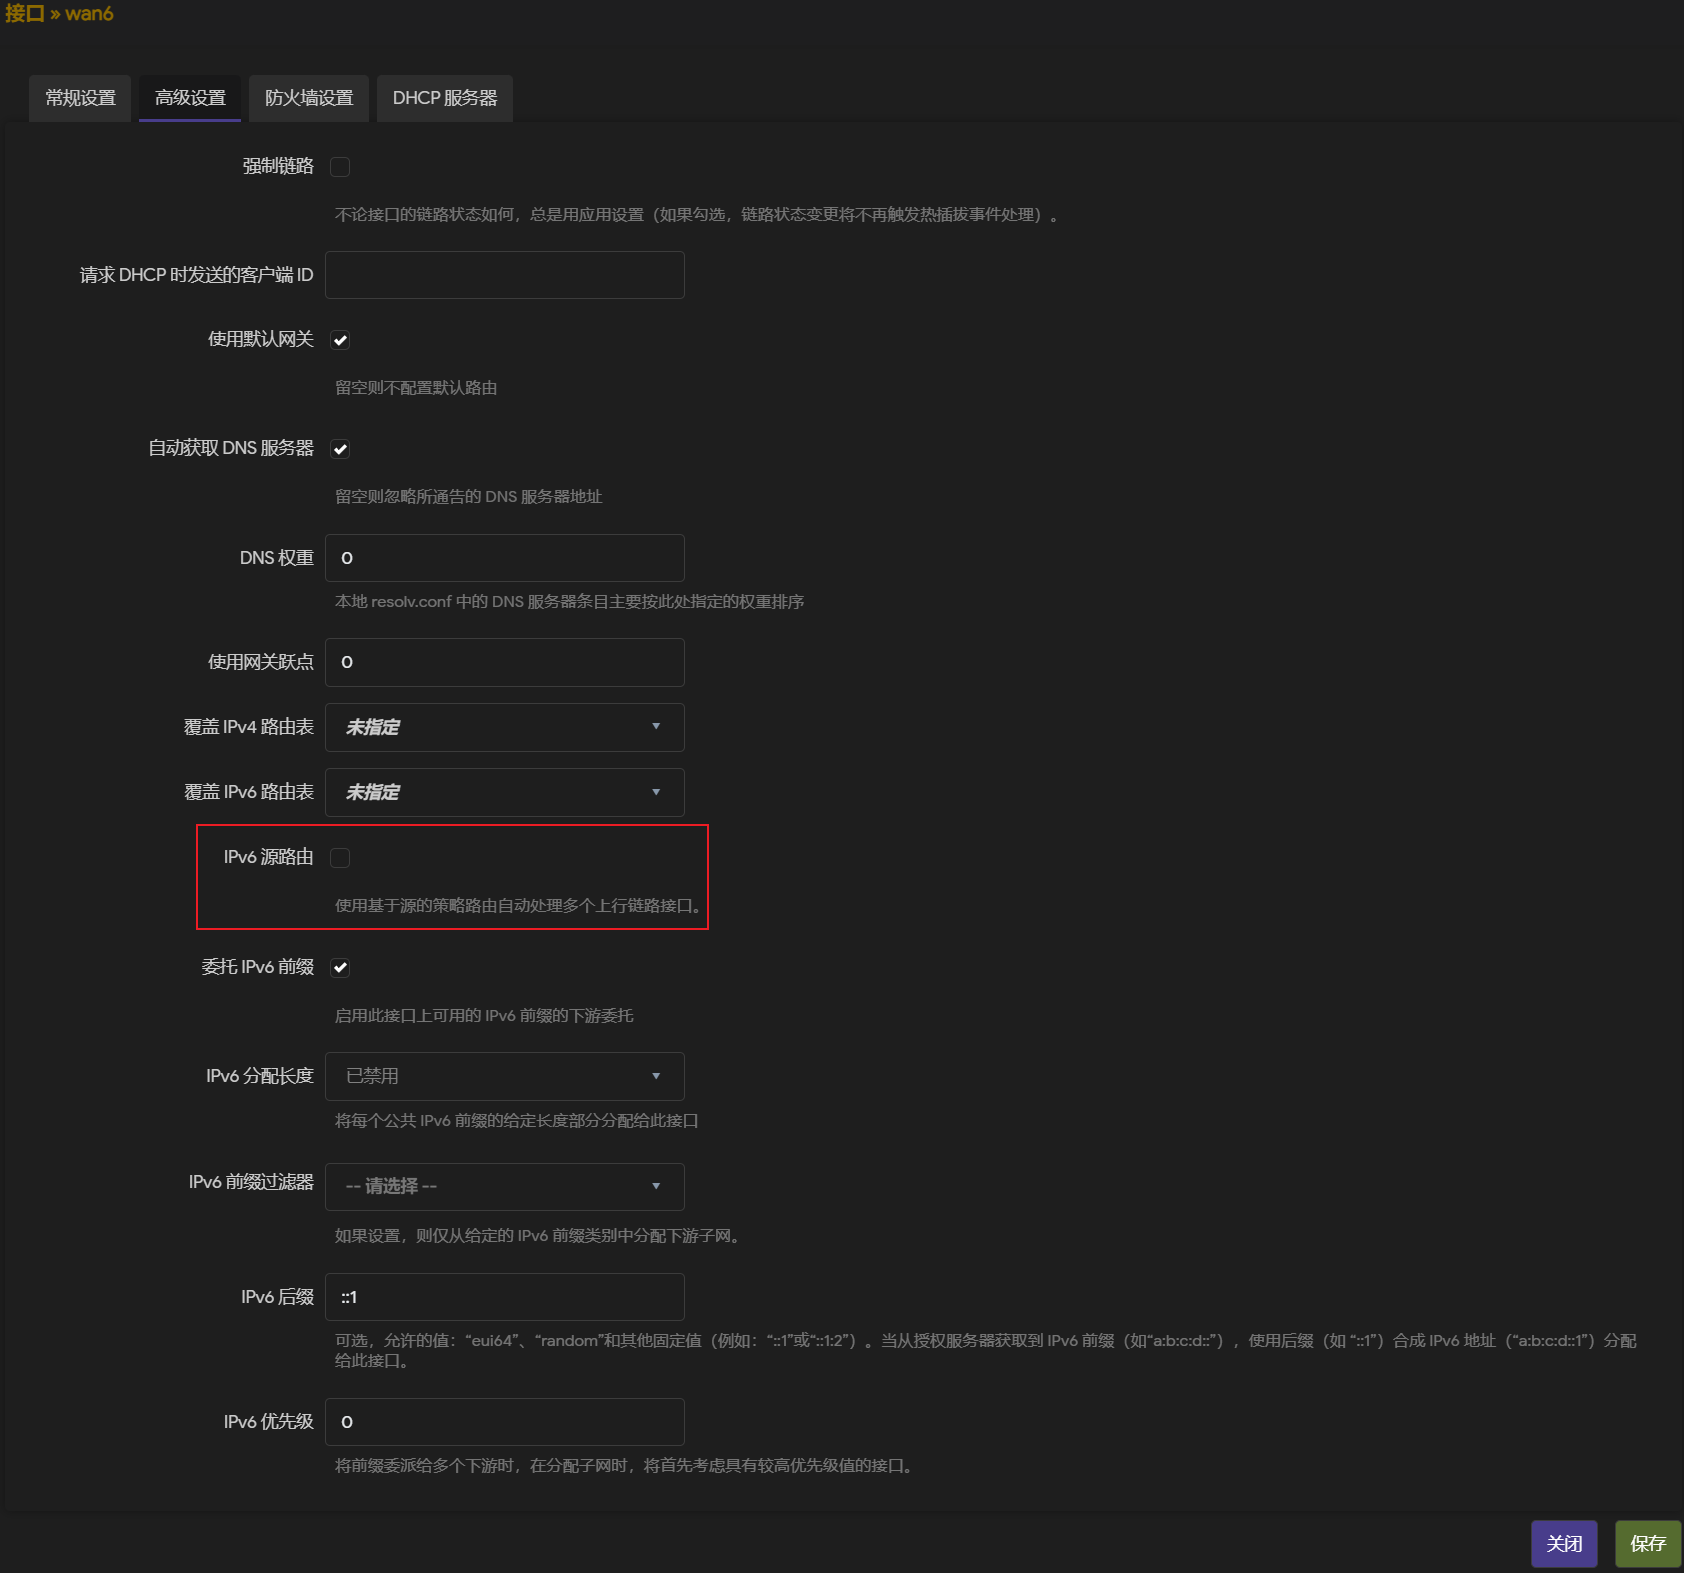 接口 » wan6
常规设置 高级设置 防火墙设置 DHCP 服务器
强制链路
不论接口的链路状态如何，总是用应用设置（如果勾选，链路状态变更将不再触发热插拔事件处理）。
请求 DHCP 时发送的客户端 ID
使用默认网关
留空则不配置默认路由
自动获取 DNS 服务器
留空则忽略所通告的 DNS 服务器地址
DNS 权重 0
本地 resolv.conf 中的 DNS 服务器条目主要按此处指定的权重排序
使用网关跃点 0
覆盖 IPv4 路由表 未指定
覆盖 IPv6 路由表 未指定
IPv6 源路由
使用基于源的策略路由自动处理多个上行链路接口。
委托 IPv6 前缀
启用此接口上可用的 IPv6 前缀的下游委托
IPv6 分配长度 已禁用
将每个公共 IPv6 前缀的给定长度部分分配给此接口
IPv6 前缀过滤器 -- 请选择 --
如果设置，则仅从给定的 IPv6 前缀类别中分配下游子网。
IPv6 后缀 ::1
可选，允许的值：“eui64”、“random”和其他固定值（例如：“::1”或“::1:2”）。当从授权服务器获取到 IPv6 前缀（如“a:b:c:d::”），使用后缀（如 “::1”）合成 IPv6 地址（“a:b:c:d::1”）分配
给此接口。
IPv6 优先级 0
将前缀委派给多个下游时，在分配子网时，将首先考虑具有较高优先级值的接口。
关闭 保存